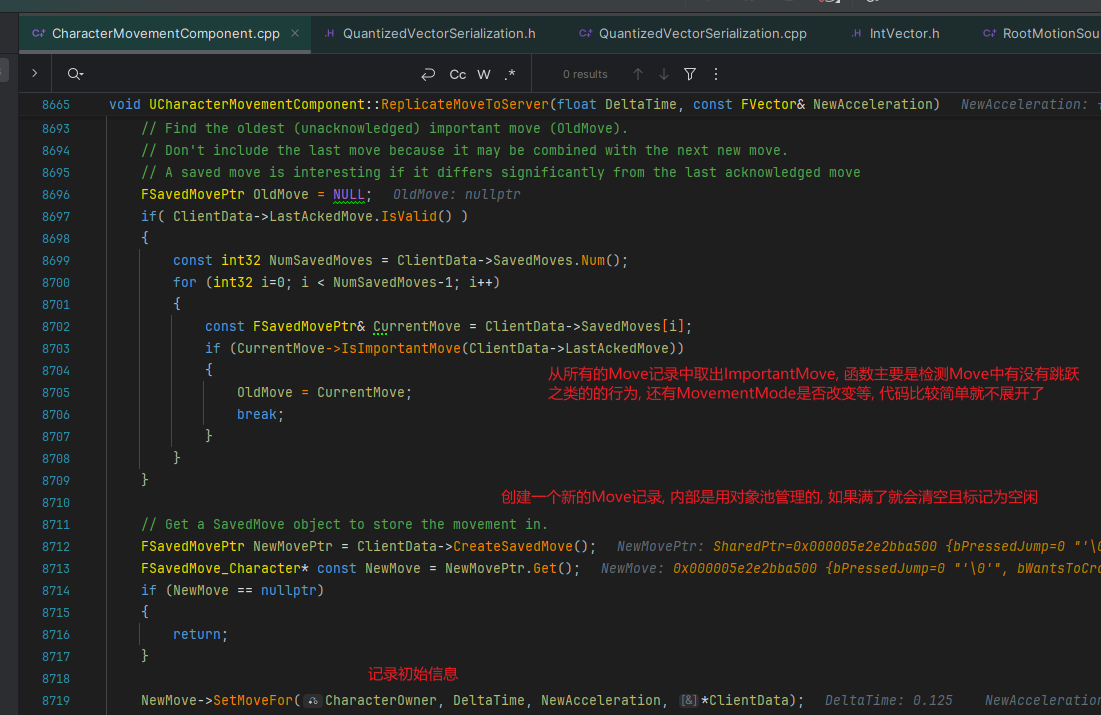 CharacterMovementComponent.cpp × .H QuantizedVectorSerialization.h QuantizedVectorSerialization.cpp .H IntVector.h RootMotionSou
Cc W .* 0 results
8665 void UCharacterMovementComponent::ReplicateMoveToServer(float DeltaTime, const FVector& NewAcceleration) NewAcceleration:
8693 // Find the oldest (unacknowledged) important move (OldMove).
8694 // Don't include the last move because it may be combined with the next new move.
8695 // A saved move is interesting if it differs significantly from the last acknowledged move
8696 FSavedMovePtr OldMove = NULL; OldMove: nullptr
8697 if( ClientData->LastAckedMove.IsValid() )
8698 {
8699 const int32 NumSavedMoves = ClientData->SavedMoves.Num();
8700 for (int32 i=0; i < NumSavedMoves-1; i++)
8701 {
8702 const FSavedMovePtr& CurrentMove = ClientData->SavedMoves[i];
8703 if (CurrentMove->IsImportantMove(ClientData->LastAckedMove))
8704 {
从所有的Move记录中取出ImportantMove, 函数主要是检测Move中有没有跳跃
8705 OldMove = CurrentMove;
之类的的行为, 还有MovementMode是否改变等, 代码比较简单就不展开了
8706 break;
8707 }
8708 }
8709 }
创建一个新的Move记录, 内部是用对象池管理的, 如果满了就会清空且标记为空闲
8710
8711 // Get a SavedMove object to store the movement in.
8712 FSavedMovePtr NewMovePtr = ClientData->CreateSavedMove(); NewMovePtr: SharedPtr=0x000005e2e2bba500 {bPressedJump=0 "'\0
8713 FSavedMove_Character* const NewMove = NewMovePtr.Get(); NewMove: 0x000005e2e2bba500 {bPressedJump=0 "'\0'", bWantsToCro
8714 if (NewMove == nullptr)
8715 {
8716 return;
8717 }
记录初始信息
8718
8719 NewMove->SetMoveFor(CharacterOwner, DeltaTime, NewAcceleration, [&] *ClientData); DeltaTime: 0.125 NewAcceleration